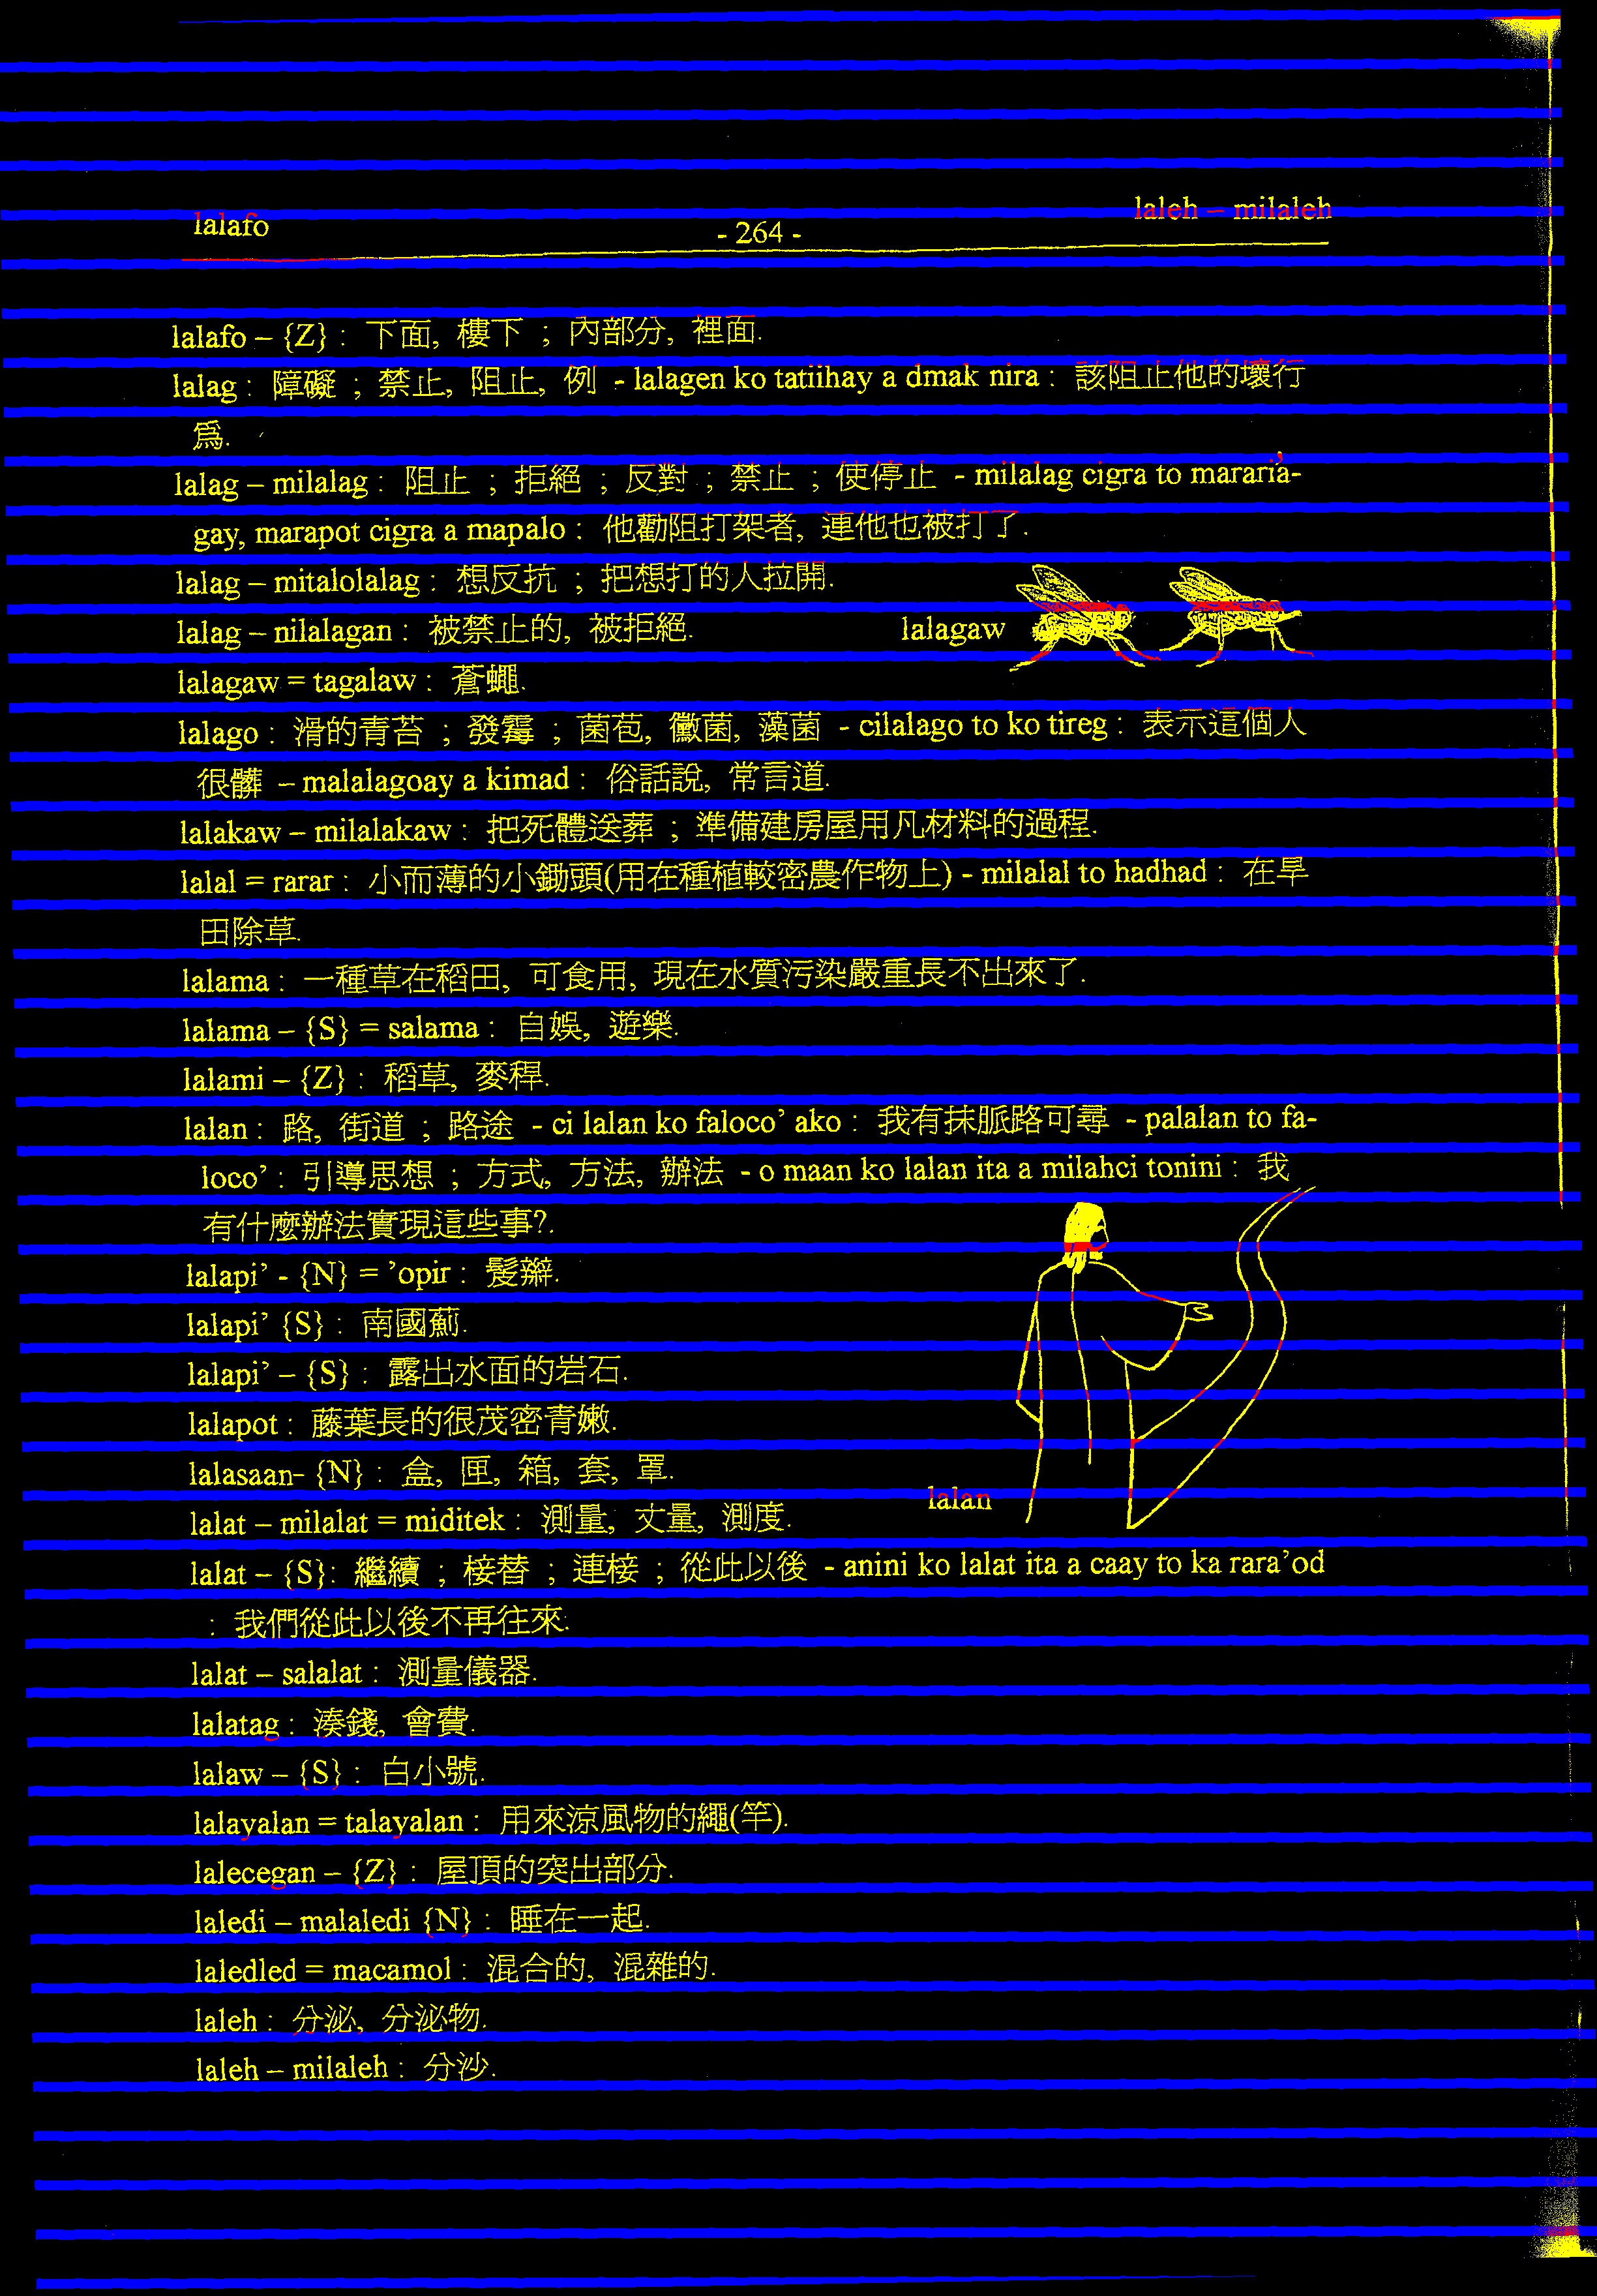 lalafo
- 264 -
laleh – milaleh
lalafo – {Z} : 下面, 樓下 ; 內部分, 裡面.
lalag : 障礙 ; 禁止, 阻止, 例 - lalagen ko tatiihay a dmak nira : 該阻止他的壞行
爲.
lalag – milalag : 阻止 ; 拒絕 ; 反對 ; 禁止 ; 使停止 - milalag cigra to mararia'-
gay, marapot cigra a mapalo : 他勸阻打架者, 連他也被打了.
lalag – mitalolalag : 想反抗 ; 把想打的人拉開.
lalag – nilalagan : 被禁止的, 被拒絕.
lalagaw
lalagaw = tagalaw : 蒼蠅.
lalago : 滑的青苔 ; 發霉 ; 菌苞, 黴菌, 藻菌 - cilalago to ko tireg : 表示這個人
很髒 – malalagoay a kimad : 俗話說, 常言道.
lalakaw – milalakaw : 把死體送葬 ; 準備建房屋用凡材料的過程.
lalal = rarar : 小而薄的小鋤頭(用在種植較密農作物上) - milalal to hadhad : 在旱
田除草.
lalama : 一種草在稻田, 可食用, 現在水質污染嚴重長不出來了.
lalama – {S} = salama : 自娛, 遊樂.
lalami – {Z} : 稻草, 麥稈.
lalan : 路, 街道 ; 路途 - ci lalan ko faloco’ ako : 我有抹脈路可尋 - palalan to fa-
loco’ : 引導思想 ; 方式, 方法, 辦法 - o maan ko lalan ita a milahci tonini : 我
有什麼辦法實現這些事?.
lalapi’ - {N} = ’opir : 髮辮.
lalapi’ {S} : 南國薊.
lalapi’ – {S} : 露出水面的岩石.
lalapot : 藤葉長的很茂密青嫩.
lalasaan- {N} : 盒, 匣, 箱, 套, 罩.
lalan
lalat – milalat = miditek : 測量, 丈量, 測度.
lalat – {S}: 繼續 ; 接替 ; 連接 ; 從此以後 - anini ko lalat ita a caay to ka rara’od
: 我們從此以後不再往來.
lalat – salalat : 測量儀器.
lalatag : 湊錢, 會費.
lalaw – {S} : 白小號.
lalayalan = talayalan : 用來涼風物的繩(竿).
lalecegan – {Z} : 屋頂的突出部分.
laledi – malaledi {N} : 睡在一起.
laledled = macamol : 混合的, 混雜的.
laleh : 分泌, 分泌物.
laleh – milaleh : 分沙.